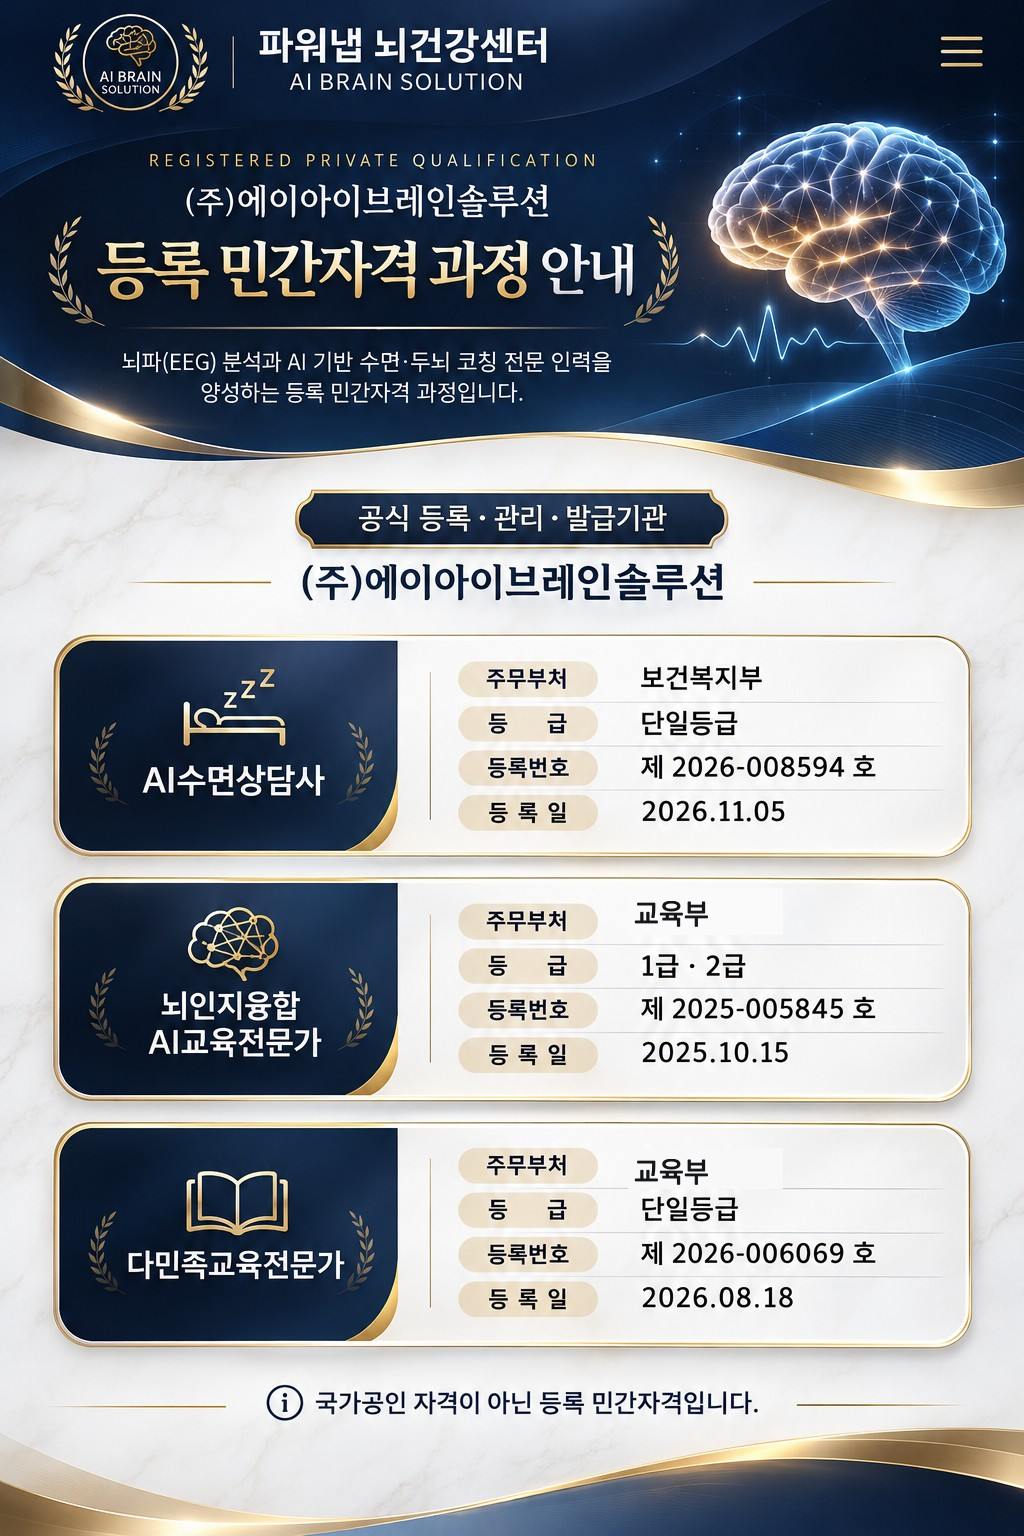 AI BRAIN
SOLUTION
파워냅 뇌건강센터
AI BRAIN SOLUTION
REGISTERED PRIVATE QUALIFICATION
(주)에이아이브레인솔루션
등록 민간자격 과정 안내
뇌파(EEG) 분석과 AI 기반 수면·두뇌 코칭 전문 인력을
양성하는 등록 민간자격 과정입니다.
공식 등록 · 관리 · 발급기관
(주)에이아이브레인솔루션
z z z
AI수면상담사
주무부처 보건복지부
등 급 단일등급
등록번호 제 2026-008594 호
등 록 일 2026.11.05
뇌인지융합
AI교육전문가
주무부처 교육부
등 급 1급 · 2급
등록번호 제 2025-005845 호
등 록 일 2025.10.15
다민족교육전문가
주무부처 교육부
등 급 단일등급
등록번호 제 2026-006069 호
등 록 일 2026.08.18
i 국가공인 자격이 아닌 등록 민간자격입니다.